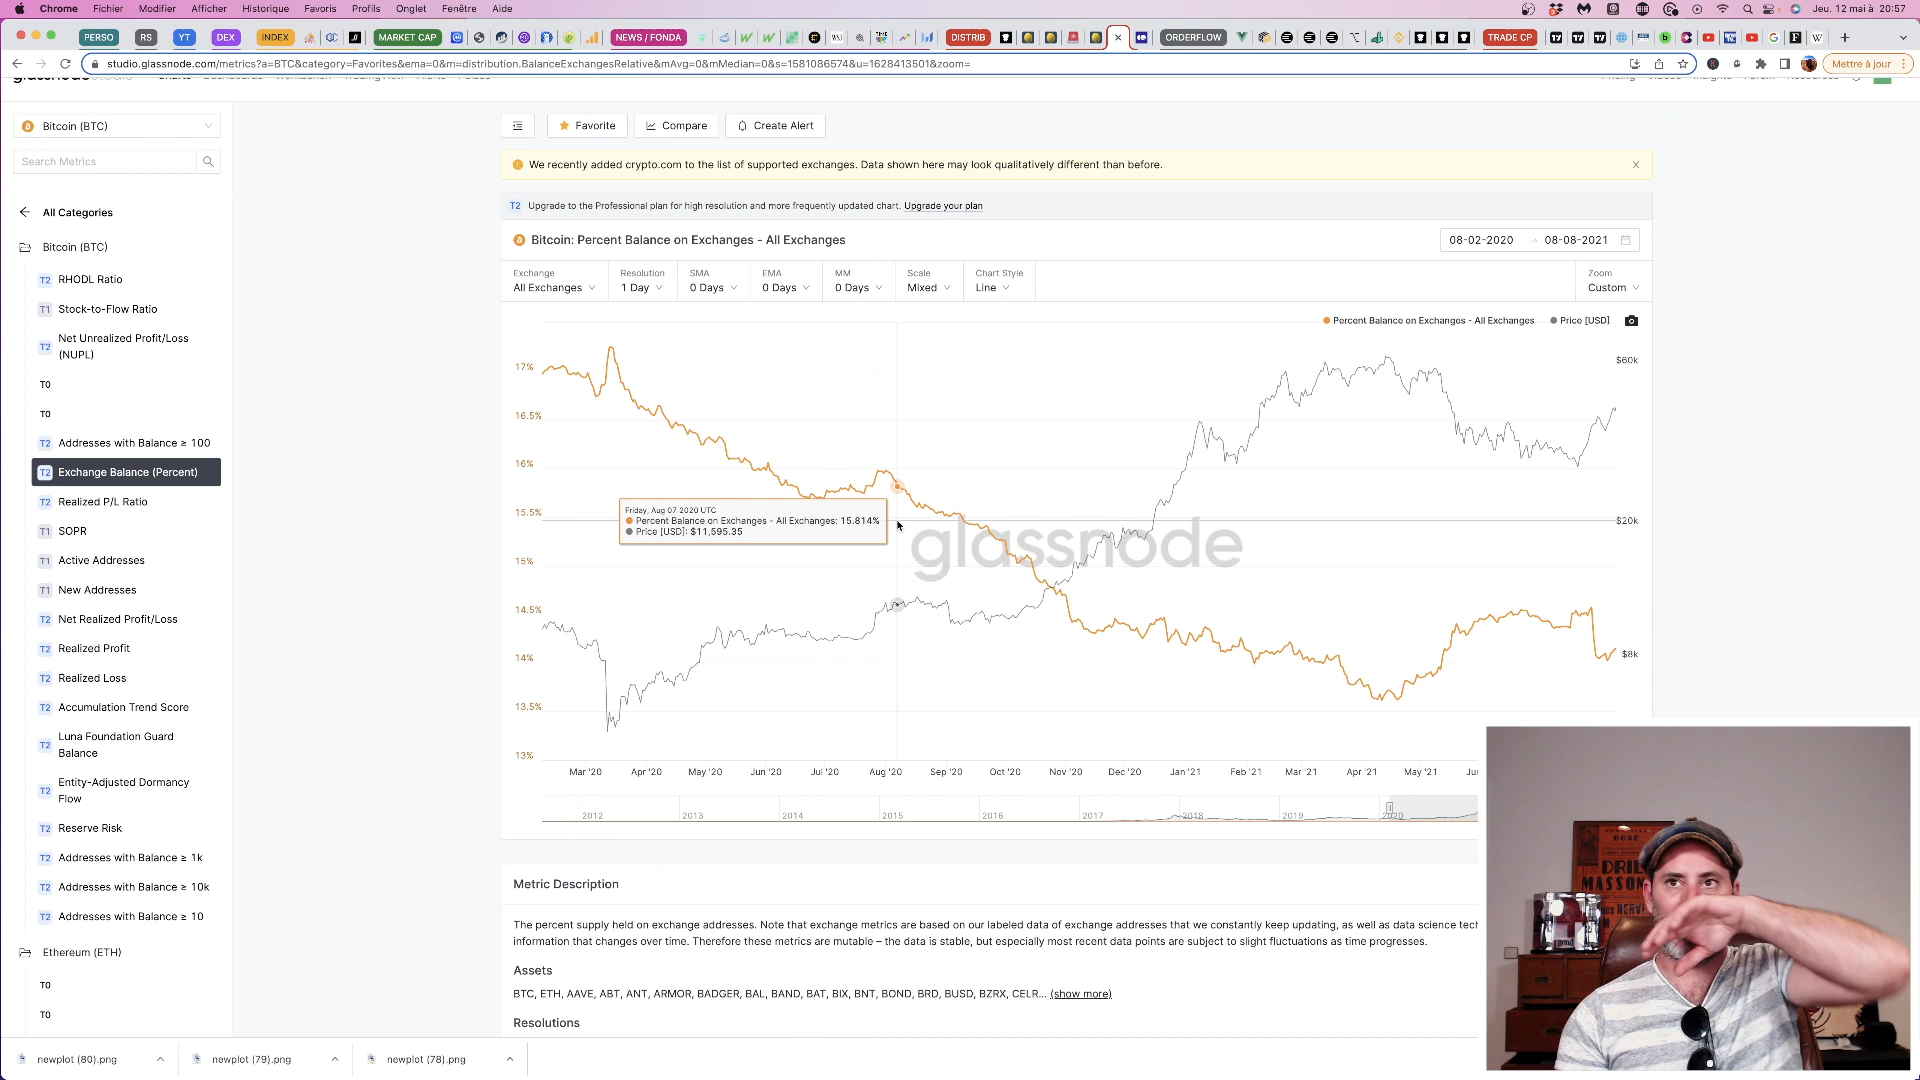 Chrome Fichier Modifier Afficher Historique Favoris Profils Onglet Fenêtre Aide Jeu. 12 mai à 20:57
PERSO RS YT DEX INDEX MARKET CAP NEWS / FONDA DISTRIB ORDERFLOW TRADE CP
studio.glassnode.com/metrics?a=BTC&category=Favorites&ema=0&m=distribution.BalanceExchangesRelative&mAvg=0&mMedian=0&s=1581086574&u=1628413501&zoom=
Mettre à jour
Bitcoin (BTC)
Search Metrics
All Categories
Bitcoin (BTC)
T2 RHODL Ratio
T1 Stock-to-Flow Ratio
T2 Net Unrealized Profit/Loss
(NUPL)
T0
T0
T2 Addresses with Balance ≥ 100
T2 Exchange Balance (Percent)
T2 Realized P/L Ratio
T2 SOPR
T1 Active Addresses
T1 New Addresses
T2 Net Realized Profit/Loss
T2 Realized Profit
T2 Realized Loss
T2 Accumulation Trend Score
T2 Luna Foundation Guard
Balance
T2 Entity-Adjusted Dormancy
Flow
T2 Reserve Risk
T2 Addresses with Balance ≥ 1k
T2 Addresses with Balance ≥ 10k
T2 Addresses with Balance ≥ 10
Ethereum (ETH)
T0
T0
Favorite Compare Create Alert
We recently added crypto.com to the list of supported exchanges. Data shown here may look qualitatively different than before.
T2 Upgrade to the Professional plan for high resolution and more frequently updated chart. Upgrade your plan
Bitcoin: Percent Balance on Exchanges - All Exchanges
08-02-2020 → 08-08-2021
Exchange Resolution SMA EMA MM Scale Chart Style Zoom
All Exchanges 1 Day 0 Days 0 Days 0 Days Mixed Line Custom
Percent Balance on Exchanges - All Exchanges Price [USD]
17%
16.5%
16%
15.5%
15%
14.5%
14%
13.5%
13%
$60k
$20k
$8k
Friday, Aug 07 2020 UTC
Percent Balance on Exchanges - All Exchanges: 15.814%
Price [USD]: $11,595.35
glassnode
Mar '20 Apr '20 May '20 Jun '20 Jul '20 Aug '20 Sep '20 Oct '20 Nov '20 Dec '20 Jan '21 Feb '21 Mar '21 Apr '21 May '21
2012 2013 2014 2015 2016 2017 2018 2019 2020
Metric Description
The percent supply held on exchange addresses. Note that exchange metrics are based on our labeled data of exchange addresses that we constantly keep updating, as well as data science tech
information that changes over time. Therefore these metrics are mutable – the data is stable, but especially most recent data points are subject to slight fluctuations as time progresses.
Assets
BTC, ETH, AAVE, ABT, ANT, ARMOR, BADGER, BAL, BAND, BAT, BIX, BNT, BOND, BRD, BUSD, BZRX, CELR... (show more)
Resolutions
newplot (80).png newplot (79).png newplot (78).png
BOXE
DRIL
MASSON